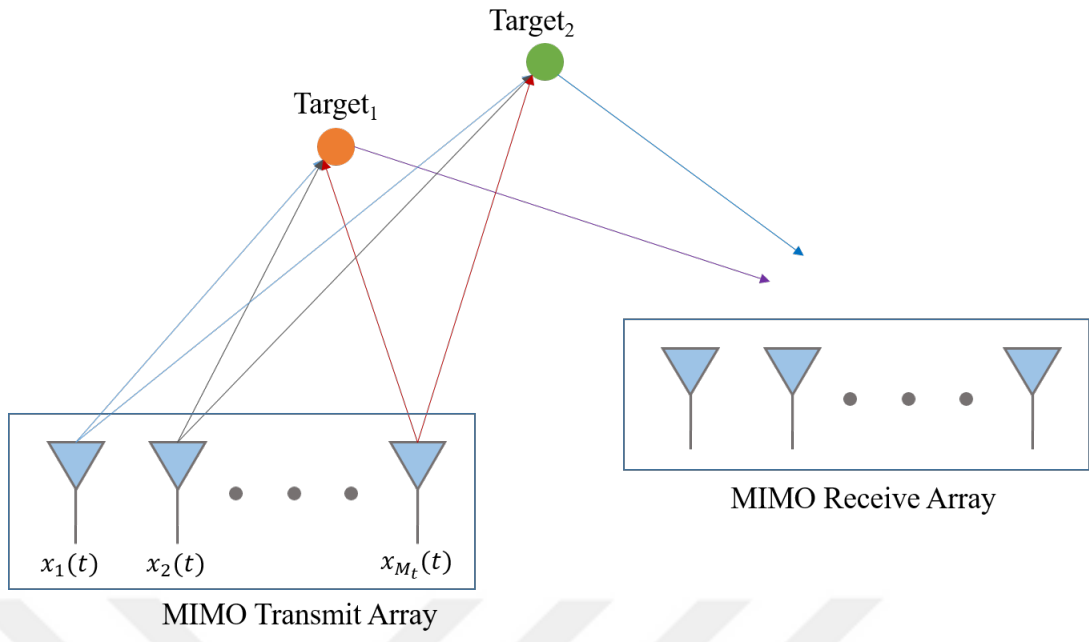 Target₂
Target₁
MIMO Receive Array
x₁(t) x₂(t) x_{M_t}(t)
MIMO Transmit Array